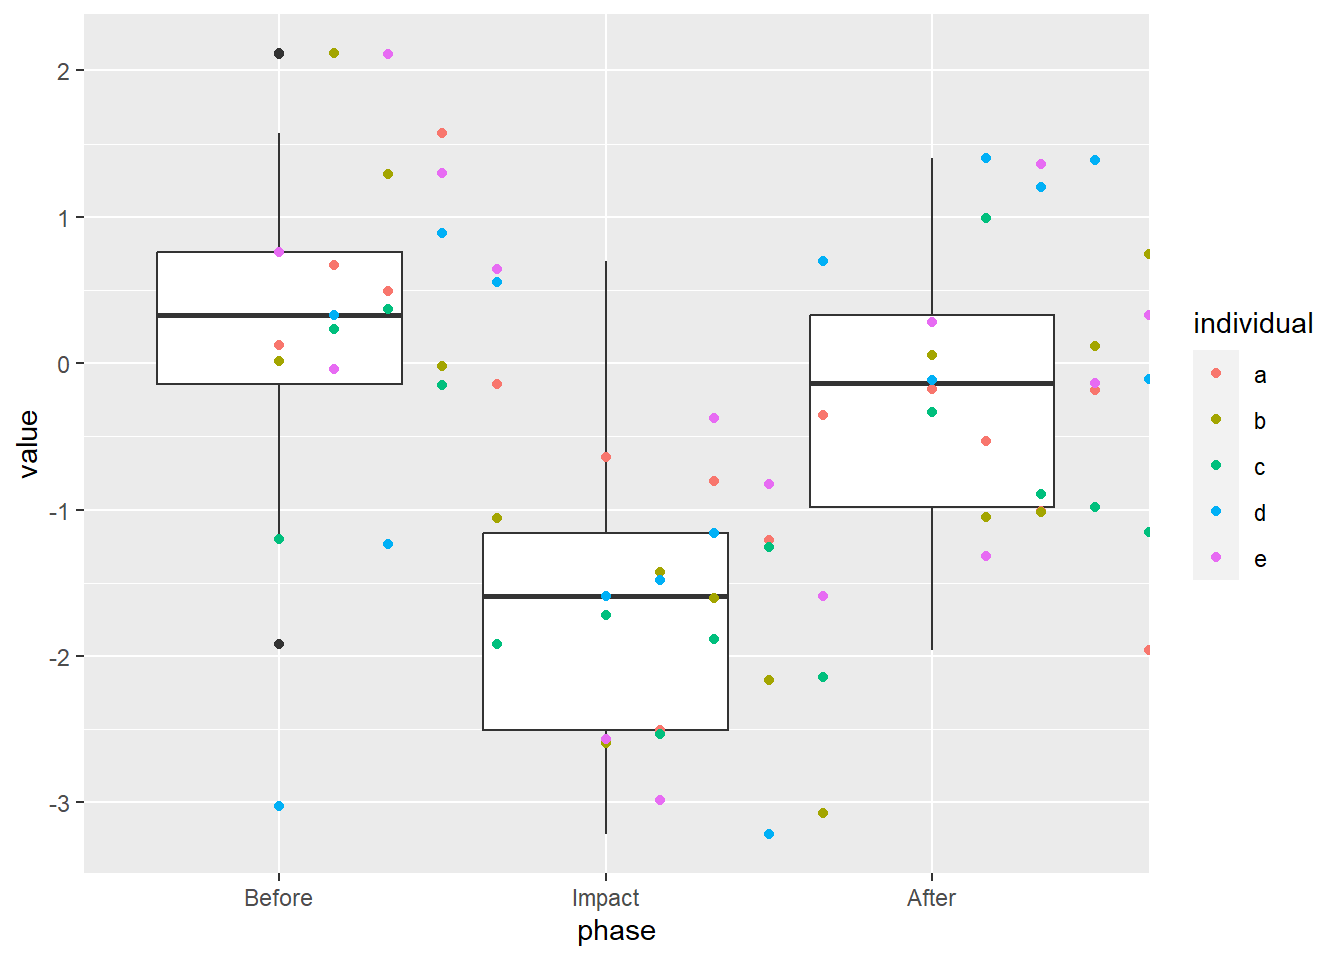 2
1
0
-1
-2
-3
value
Before Impact After
phase
individual
a
b
c
d
e